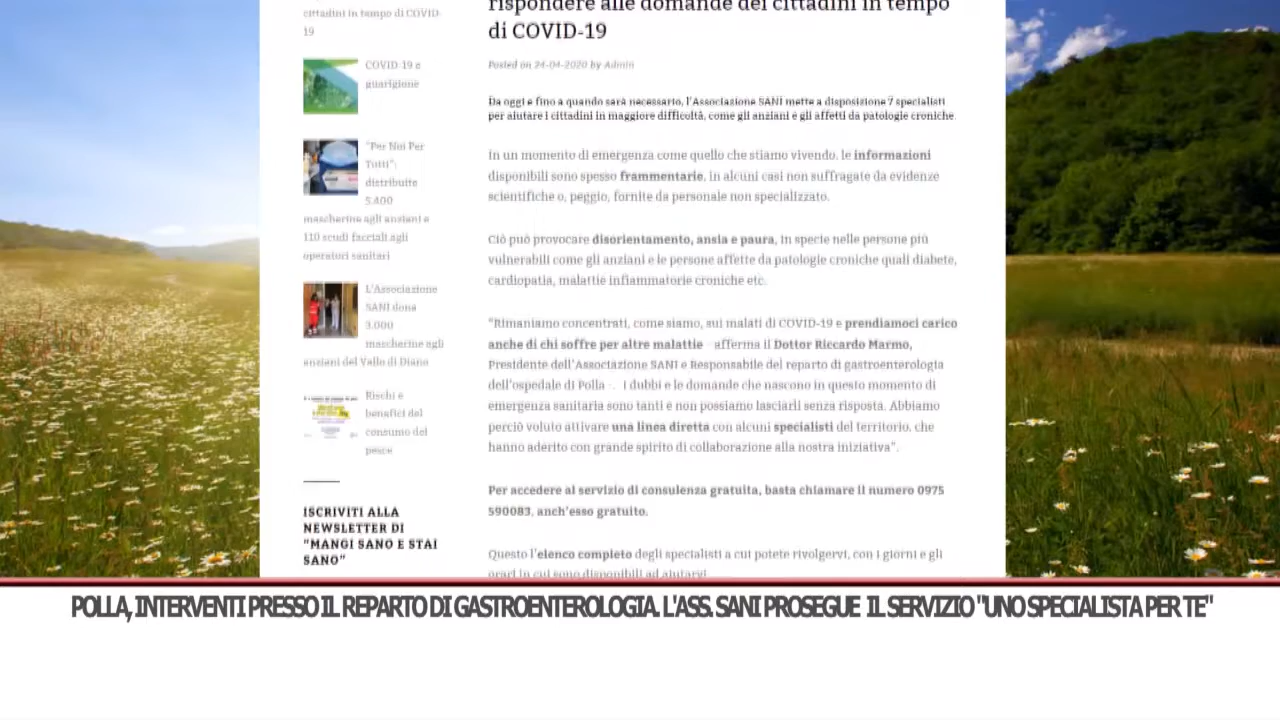 cittadini in tempo di COVID-
19
COVID-19 e
guarigione
"Per Noi Per
Tutti":
distribuite
5.400
mascherine agli anziani e
110 scudi facciali agli
operatori sanitari
L'Associazione
SANI dona
3.000
mascherine agli
anziani del Vallo di Diano
Rischi e
benefici del
consumo del
pesce
ISCRIVITI ALLA
NEWSLETTER DI
"MANGI SANO E STAI
SANO"
rispondere alle domande dei cittadini in tempo
di COVID-19
Posted on 24-04-2020 by Admin
Da oggi e fino a quando sarà necessario, l'Associazione SANI mette a disposizione 7 specialisti
per aiutare i cittadini in maggiore difficoltà, come gli anziani e gli affetti da patologie croniche.
In un momento di emergenza come quello che stiamo vivendo, le informazioni
disponibili sono spesso frammentarie, in alcuni casi non suffragate da evidenze
scientifiche o, peggio, fornite da personale non specializzato.
Ciò può provocare disorientamento, ansia e paura, in specie nelle persone più
vulnerabili come gli anziani e le persone affette da patologie croniche quali diabete,
cardiopatia, malattie infiammatorie croniche etc.
"Rimaniamo concentrati, come siamo, sui malati di COVID-19 e prendiamoci carico
anche di chi soffre per altre malattie – afferma il Dottor Riccardo Marmo,
Presidente dell'Associazione SANI e Responsabile del reparto di gastroenterologia
dell'ospedale di Polla -. I dubbi e le domande che nascono in questo momento di
emergenza sanitaria sono tanti e non possiamo lasciarli senza risposta. Abbiamo
perciò voluto attivare una linea diretta con alcuni specialisti del territorio, che
hanno aderito con grande spirito di collaborazione alla nostra iniziativa".
Per accedere al servizio di consulenza gratuita, basta chiamare il numero 0975
590083, anch'esso gratuito.
Questo l'elenco completo degli specialisti a cui potete rivolgervi, con i giorni e gli
orari in cui sono disponibili ad aiutarvi!
POLLA, INTERVENTI PRESSO IL REPARTO DI GASTROENTEROLOGIA. L'ASS. SANI PROSEGUE IL SERVIZIO "UNO SPECIALISTA PER TE"